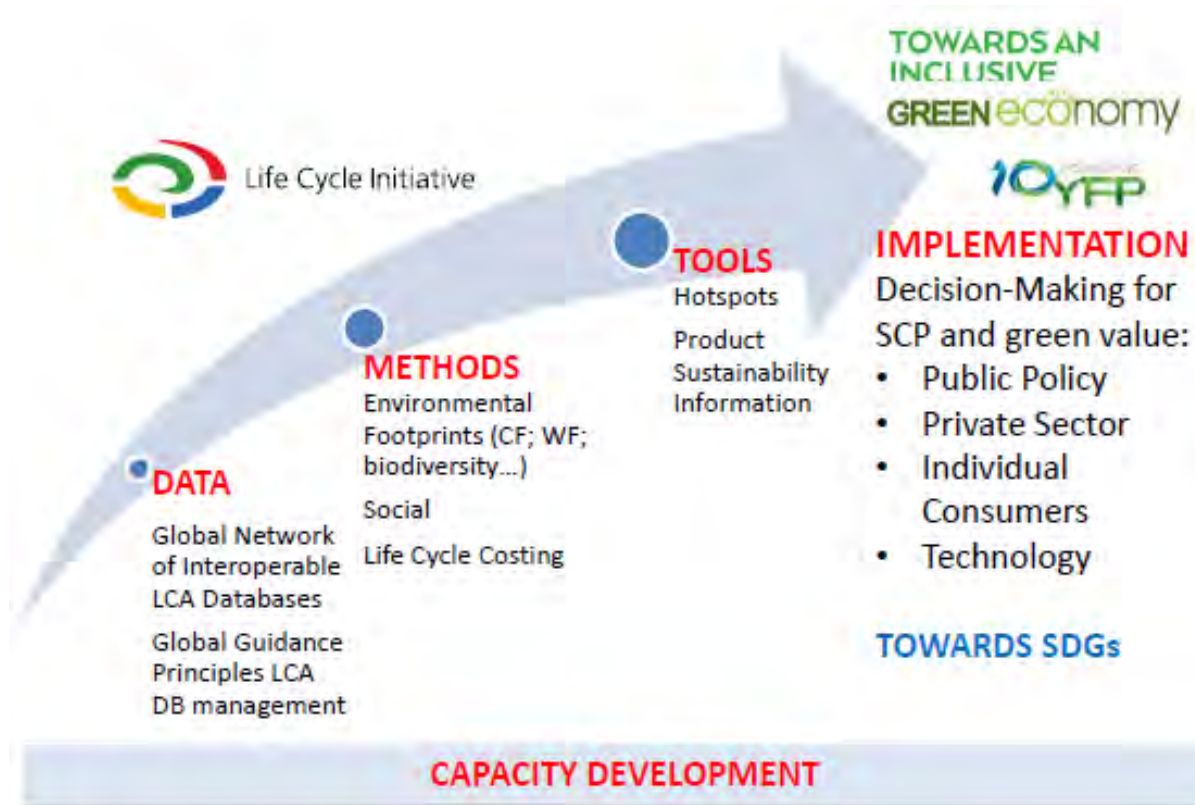 TOWARDS AN
INCLUSIVE
GREEN economy
Life Cycle Initiative
10YFP
IMPLEMENTATION
Decision-Making for
SCP and green value:
• Public Policy
• Private Sector
• Individual
Consumers
• Technology
TOWARDS SDGs
TOOLS
Hotspots
Product
Sustainability
Information
METHODS
Environmental
Footprints (CF; WF;
biodiversity...)
Social
Life Cycle Costing
DATA
Global Network
of Interoperable
LCA Databases
Global Guidance
Principles LCA
DB management
CAPACITY DEVELOPMENT